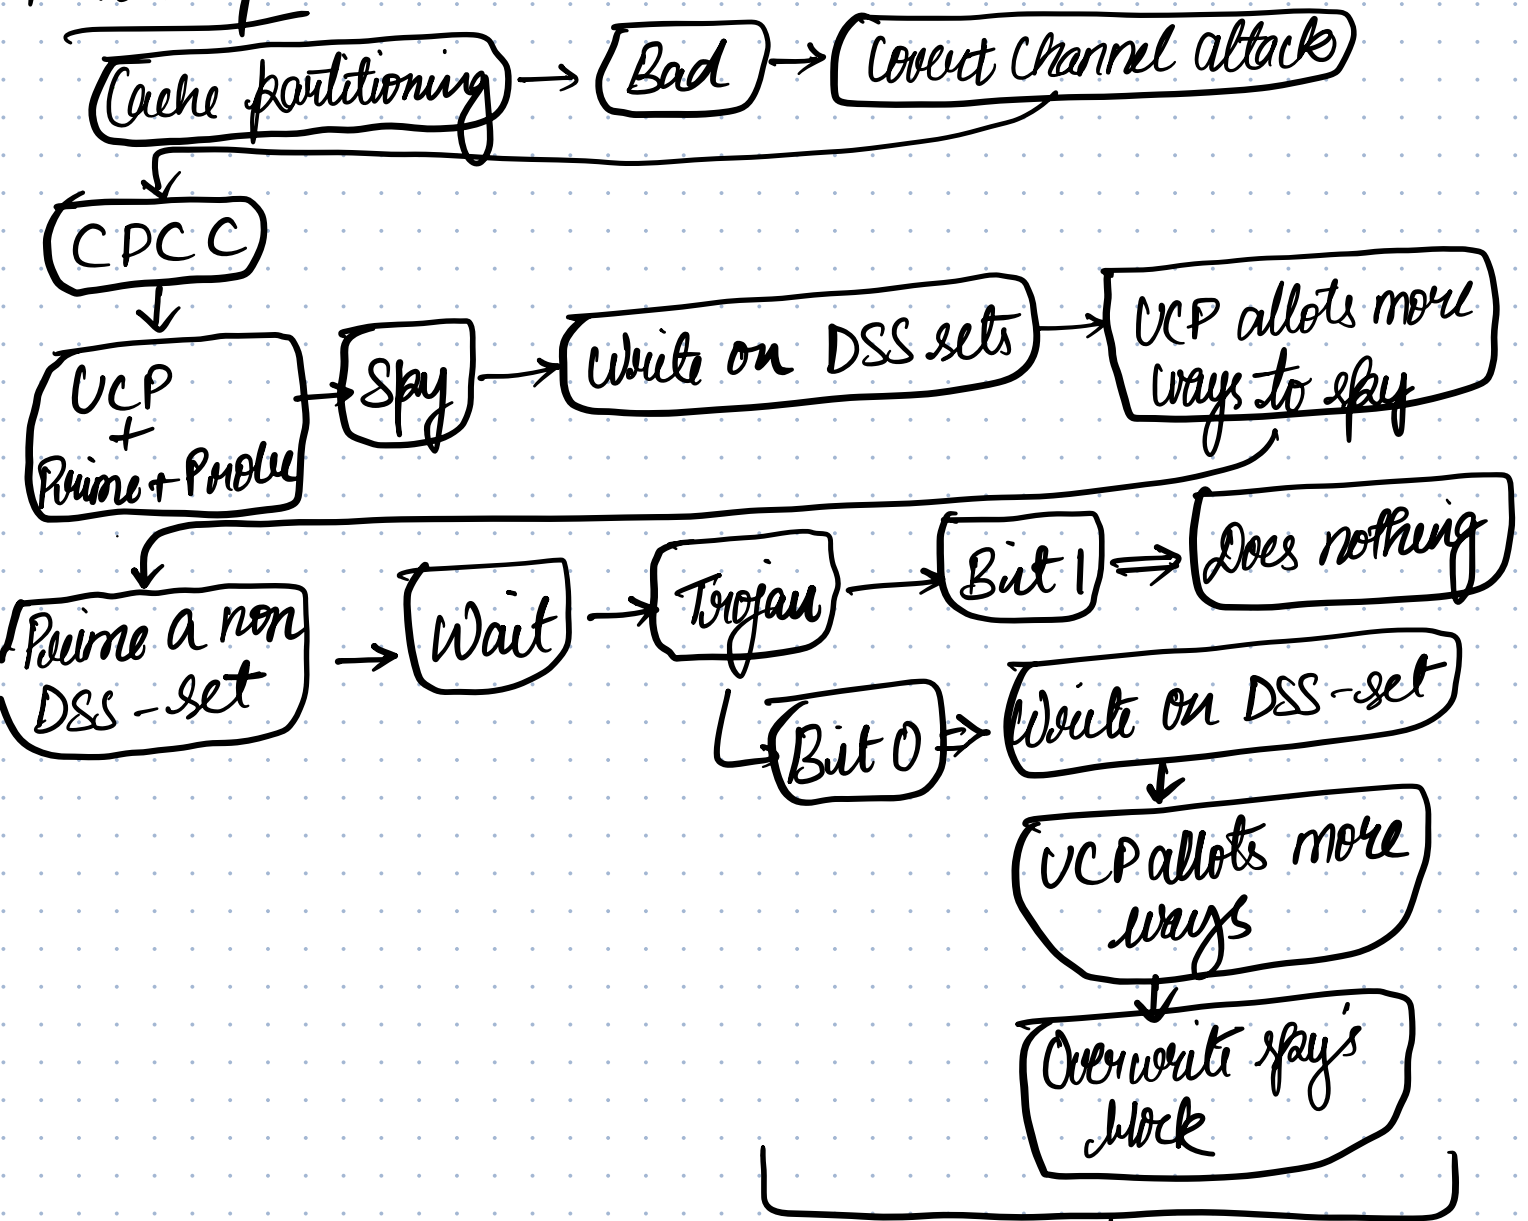 Cache partitioning
Bad
Covert channel attacks
CPCC
UCP
+
Prime + Probe
Spy
Write on DSS sets
UCP allots more
ways to spy
Prime a non
DSS-set
Wait
Trojan
Bit 1
Does nothing
Bit 0
Write on DSS-set
UCP allots more
ways
Overwrite spy's
block